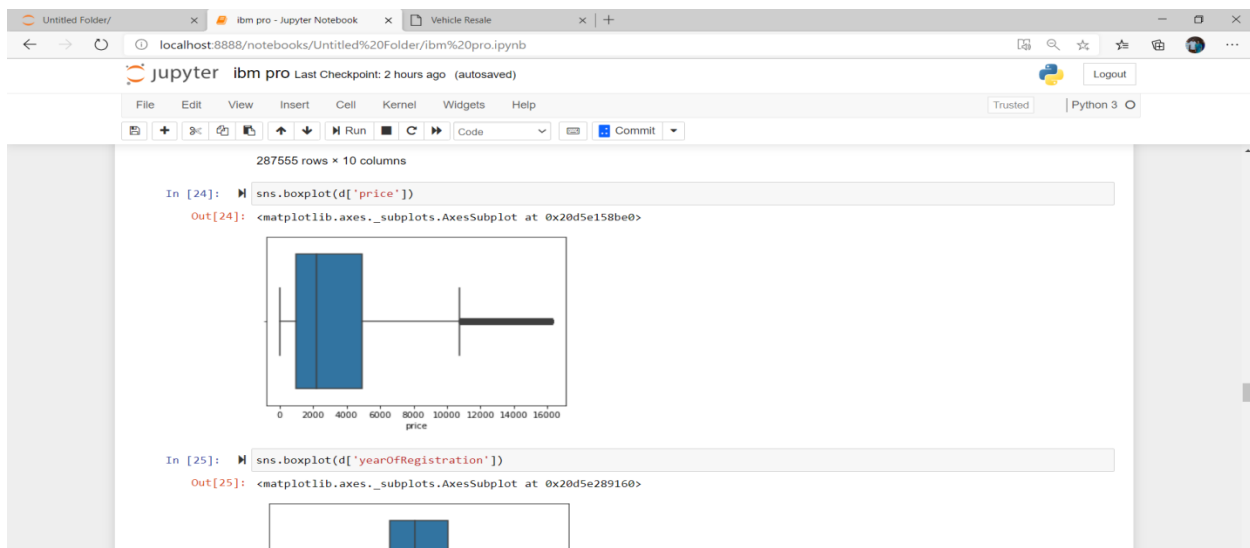 Untitled Folder/
ibm pro - Jupyter Notebook
Vehicle Resale
localhost:8888/notebooks/Untitled%20Folder/ibm%20pro.ipynb
jupyter ibm pro Last Checkpoint: 2 hours ago (autosaved)
Logout
File Edit View Insert Cell Kernel Widgets Help
Trusted
Python 3
Run
Code
Commit
287555 rows × 10 columns
In [24]: sns.boxplot(d['price'])
Out[24]: <matplotlib.axes._subplots.AxesSubplot at 0x20d5e158be0>
0 2000 4000 6000 8000 10000 12000 14000 16000
price
In [25]: sns.boxplot(d['yearOfRegistration'])
Out[25]: <matplotlib.axes._subplots.AxesSubplot at 0x20d5e289160>